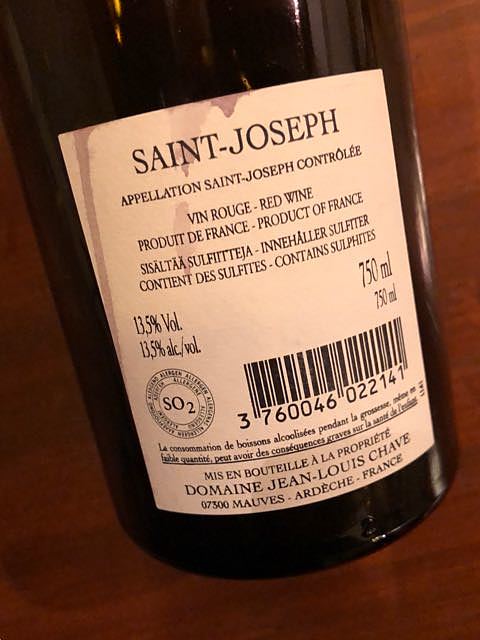 SAINT-JOSEPH
APPELLATION SAINT-JOSEPH CONTRÔLÉE
VIN ROUGE - RED WINE
PRODUIT DE FRANCE - PRODUCT OF FRANCE
SISÄLTÄÄ SULFIITTEJA - INNEHÅLLER SULFITER
CONTIENT DES SULFITES - CONTAINS SULPHITES
750 ml
750 ml
13,5% Vol.
13,5% alc./vol.
SO2
3 760046 022141
La consommation de boissons alcoolisées pendant la grossesse, même en
faible quantité, peut avoir des conséquences graves sur la santé de l'enfant.
MIS EN BOUTEILLE À LA PROPRIÉTÉ
DOMAINE JEAN-LOUIS CHAVE
07300 MAUVES - ARDÈCHE - FRANCE